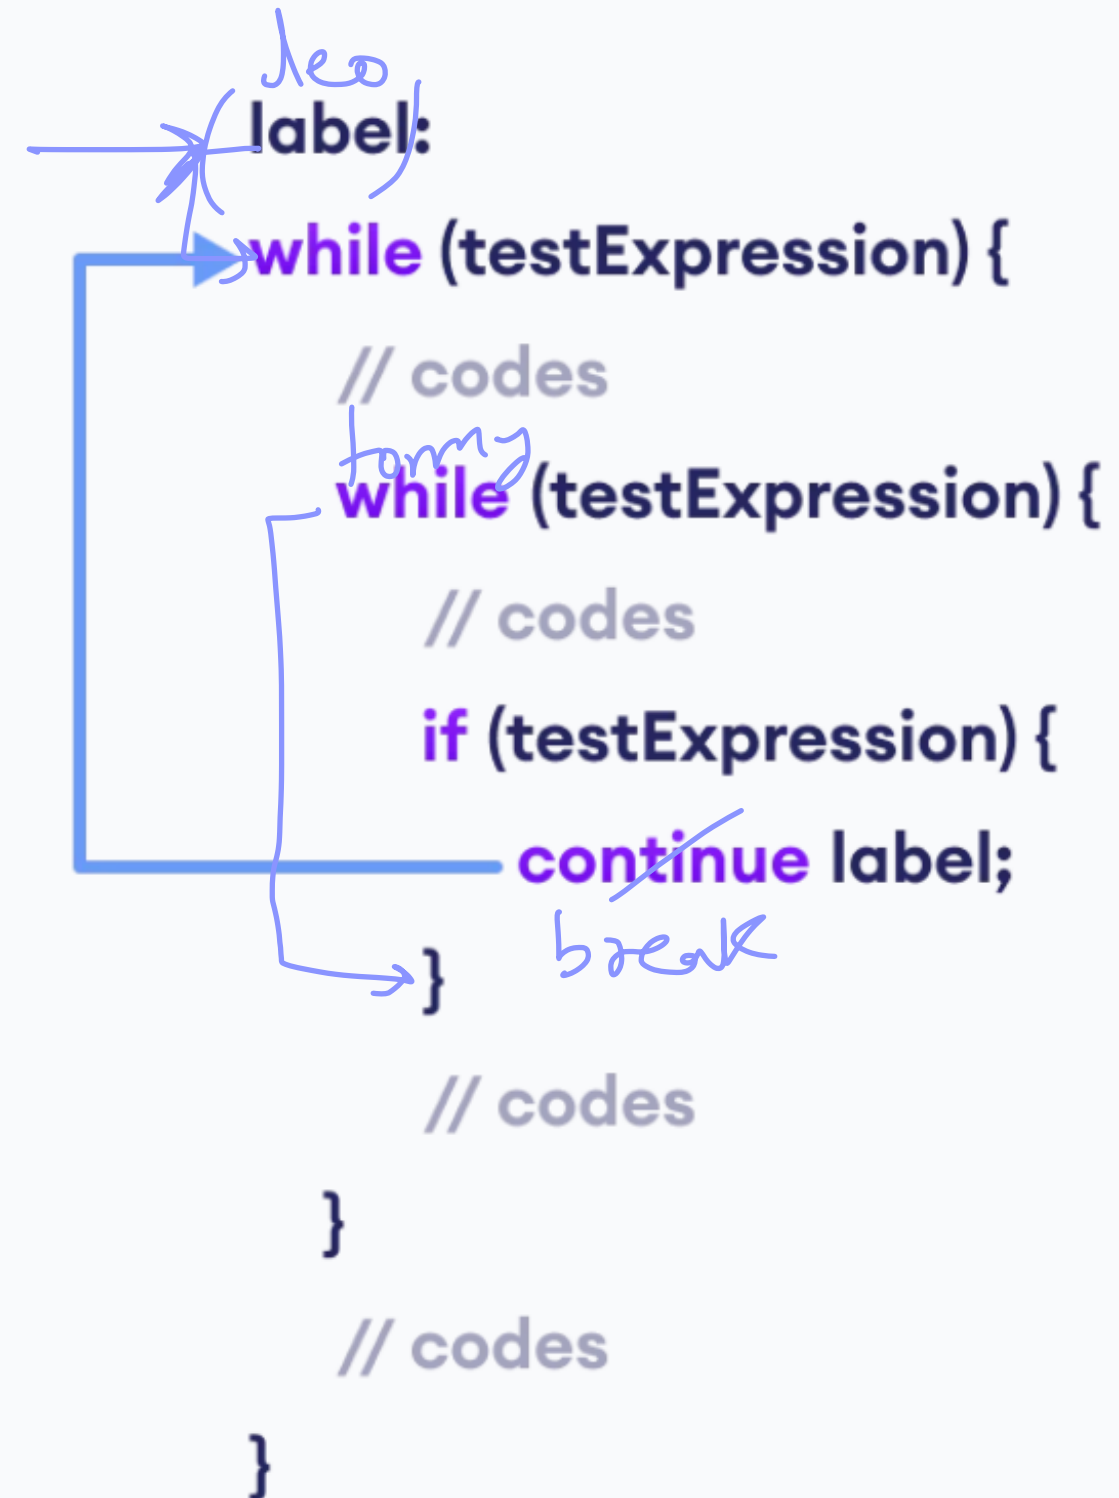 leo
label:
while (testExpression) {
// codes
tommy
while (testExpression) {
// codes
if (testExpression) {
continue label;
break
}
// codes
}
// codes
}